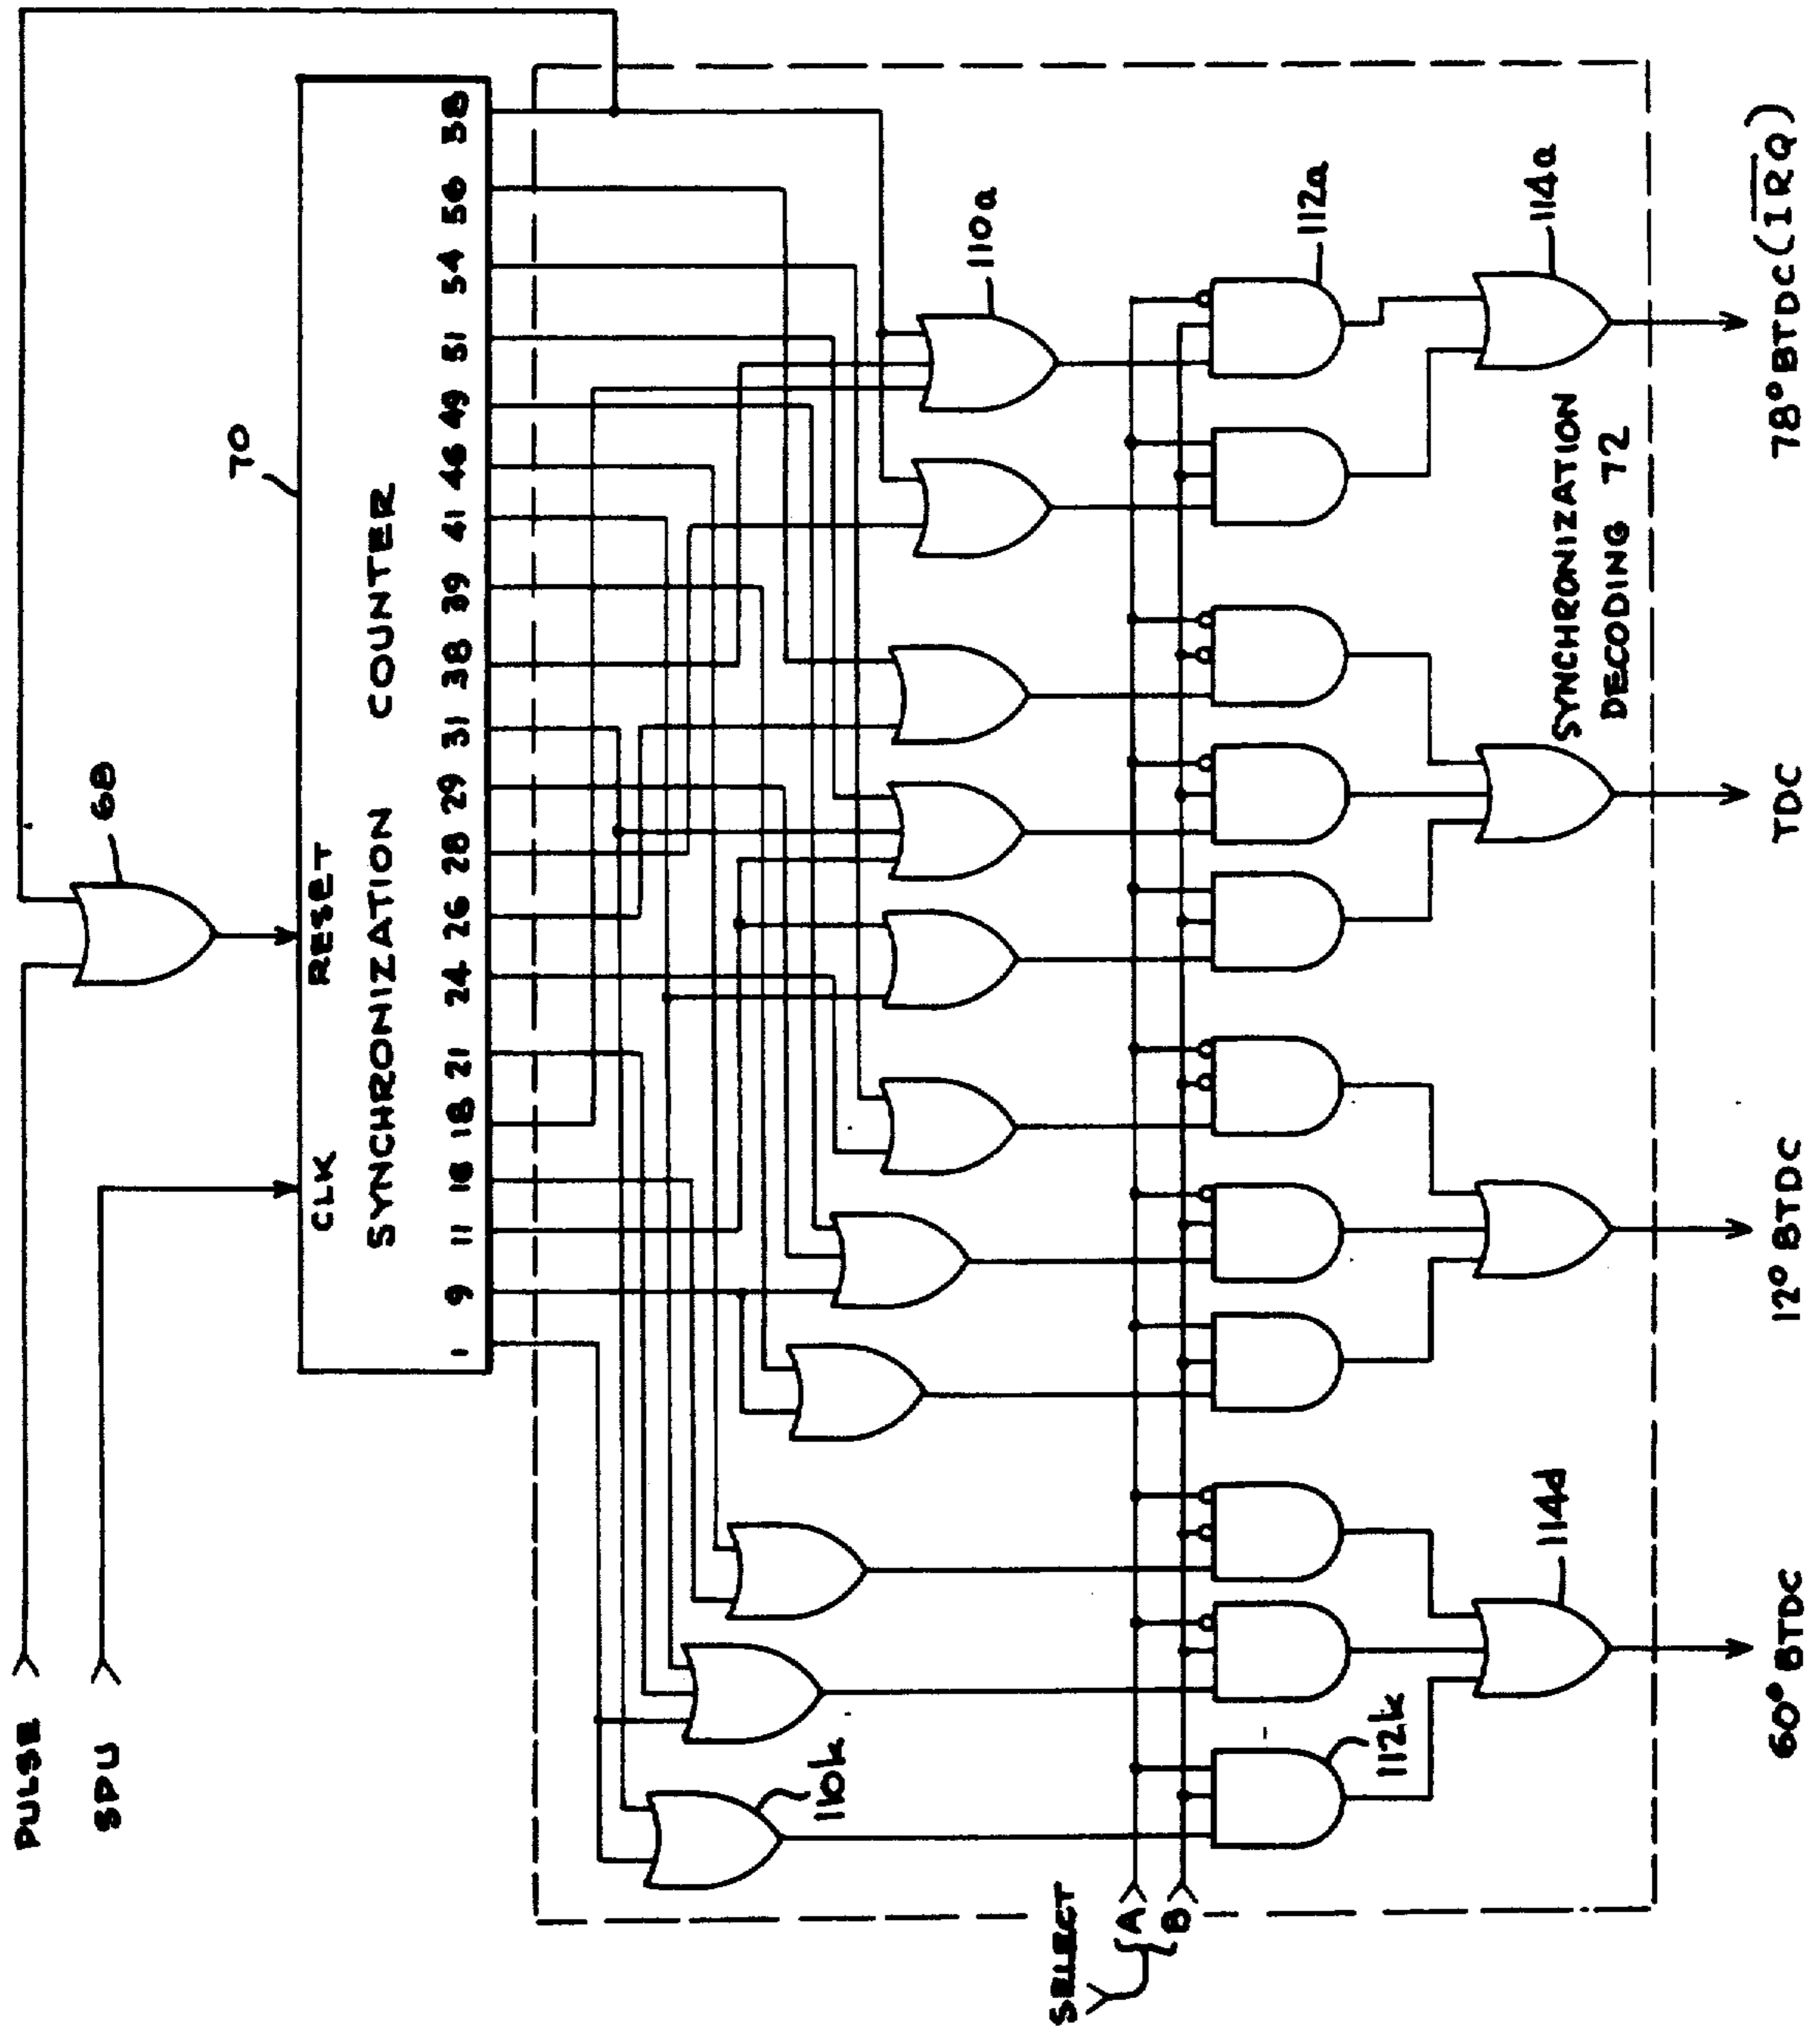 PULSE
SPU
68
70
CLK
RESET
SYNCHRONIZATION COUNTER
1 9 11 16 18 21 24 26 28 29 31 38 39 41 46 49 51 54 56 58
110k
110a
SELECT
A
B
112k
112a
114d
114a
SYNCHRONIZATION
DECODING 72
60° BTDC
12° BTDC
TDC
78° BTDC (IRQ)